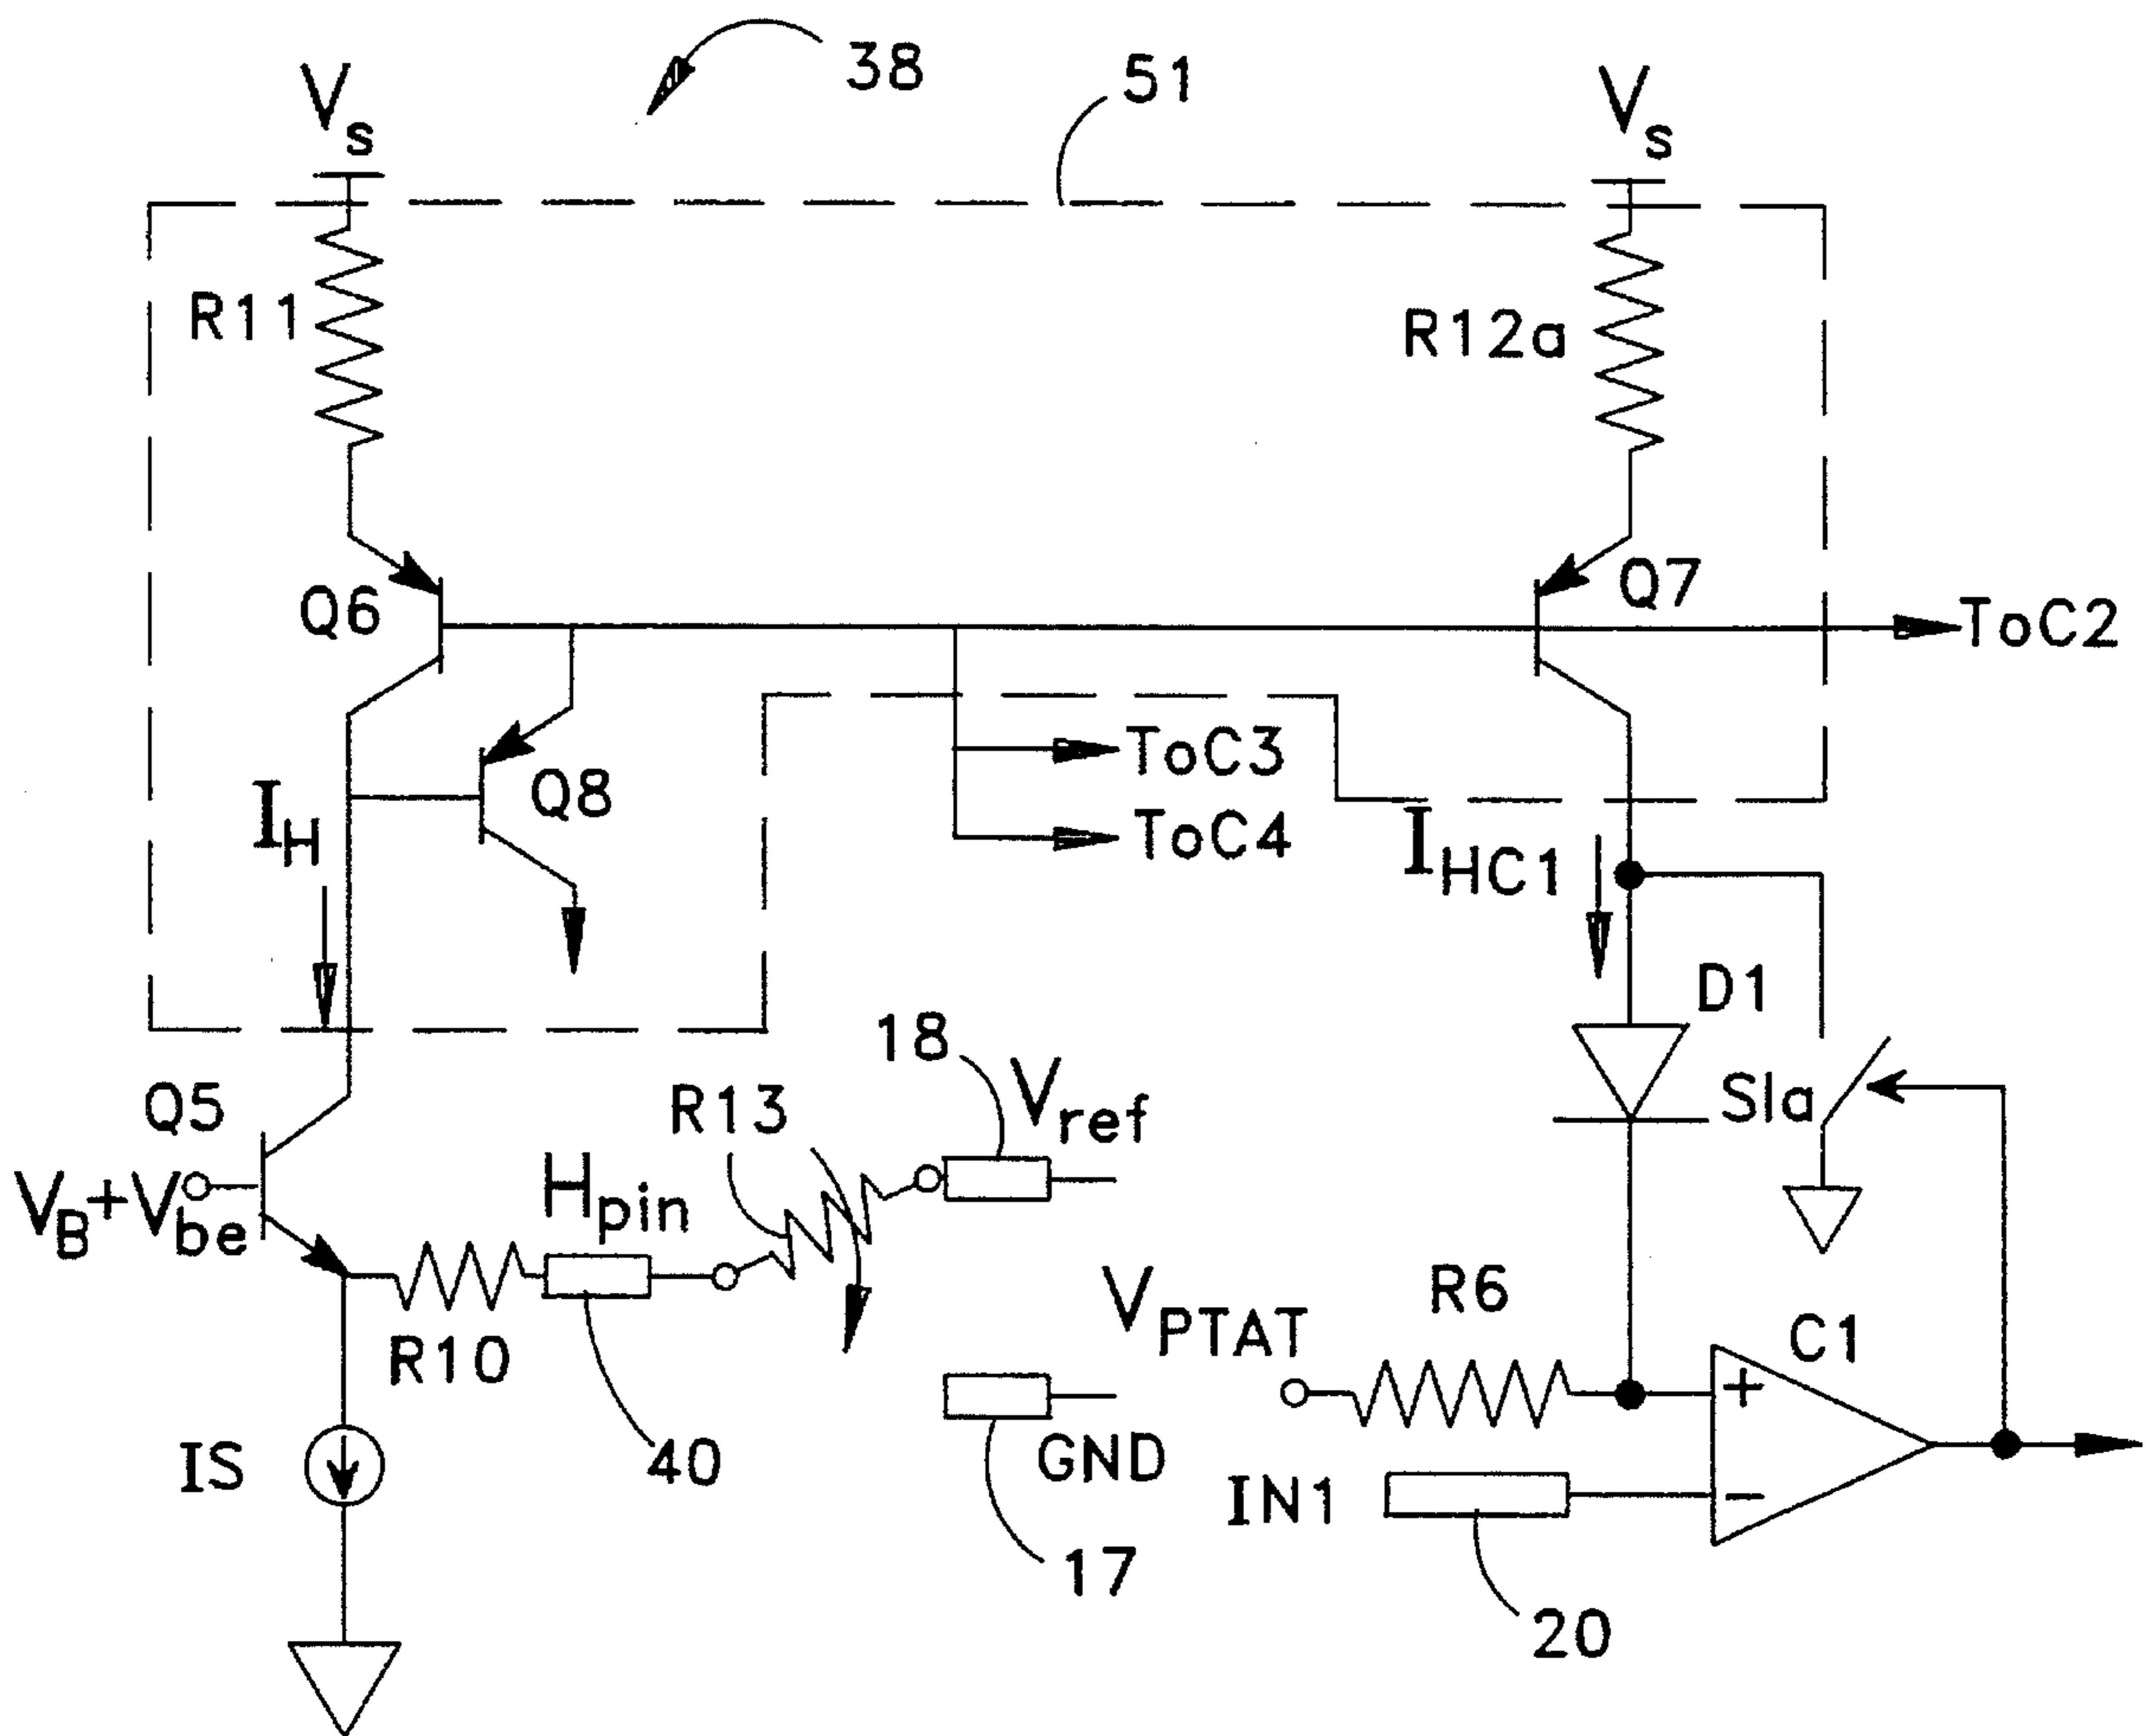 38
51
Vs
Vs
R11
R12a
Q6
Q7
ToC2
Q8
ToC3
ToC4
IH
IHC1
D1
Q5
R13
18
Vref
S1a
VB+Vbe
Hpin
R10
40
VPTAT
R6
C1
+
IS
GND
IN1
−
17
20